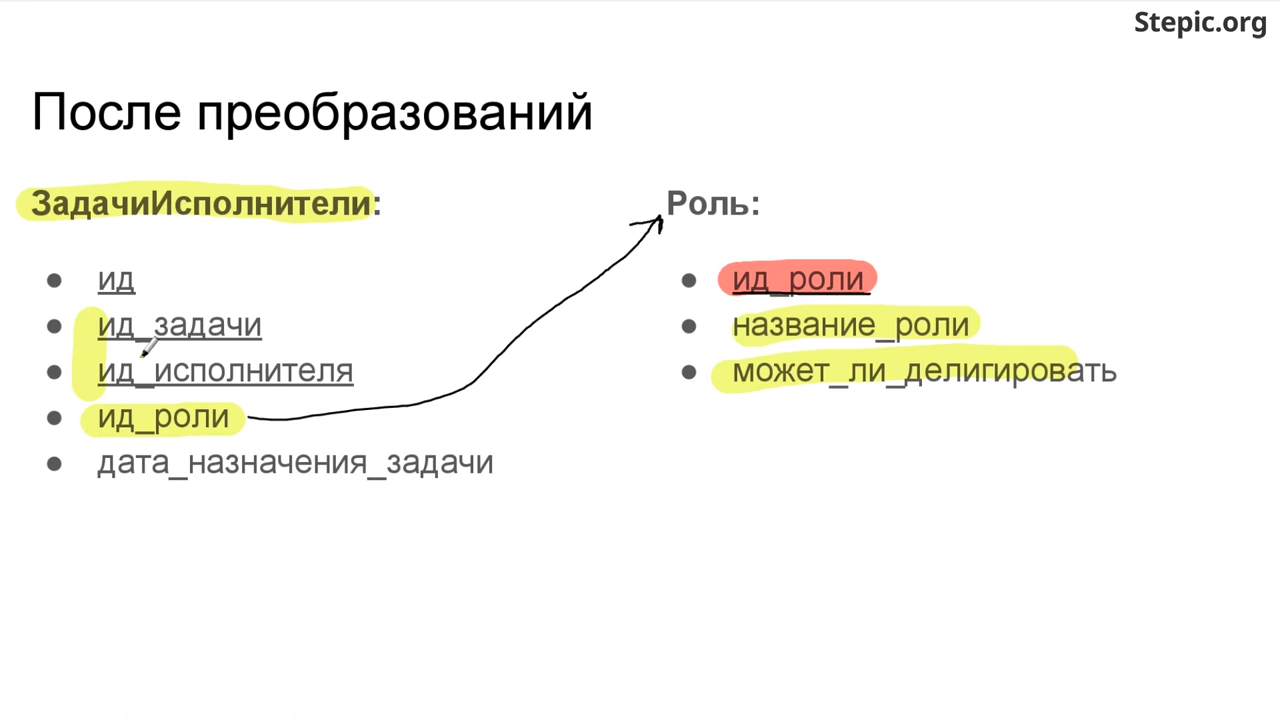 Stepic.org
После преобразований
ЗадачиИсполнители:
• ид
• ид_задачи
• ид_исполнителя
• ид_роли
• дата_назначения_задачи
Роль:
• ид_роли
• название_роли
• может_ли_делигировать